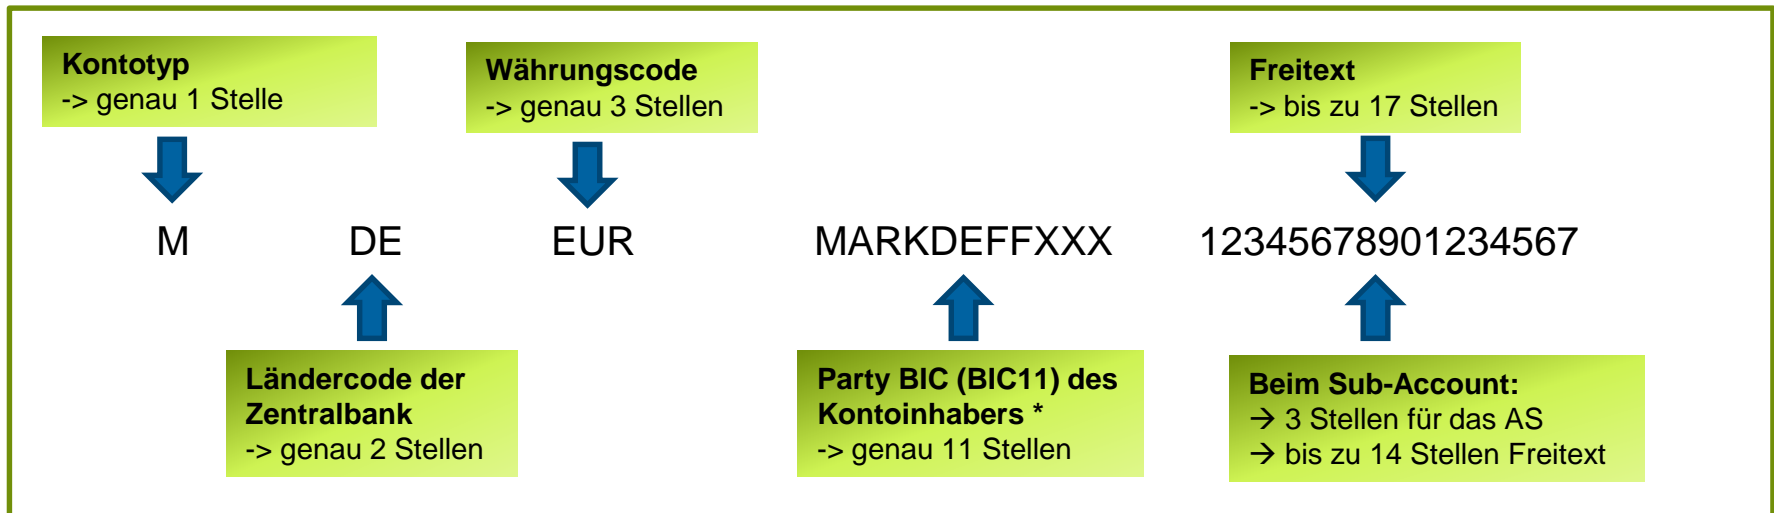 Kontotyp
-> genau 1 Stelle
Währungscode
-> genau 3 Stellen
Freitext
-> bis zu 17 Stellen
M DE EUR MARKDEFFXXX 12345678901234567
Ländercode der
Zentralbank
-> genau 2 Stellen
Party BIC (BIC11) des
Kontoinhabers *
-> genau 11 Stellen
Beim Sub-Account:
→ 3 Stellen für das AS
→ bis zu 14 Stellen Freitext